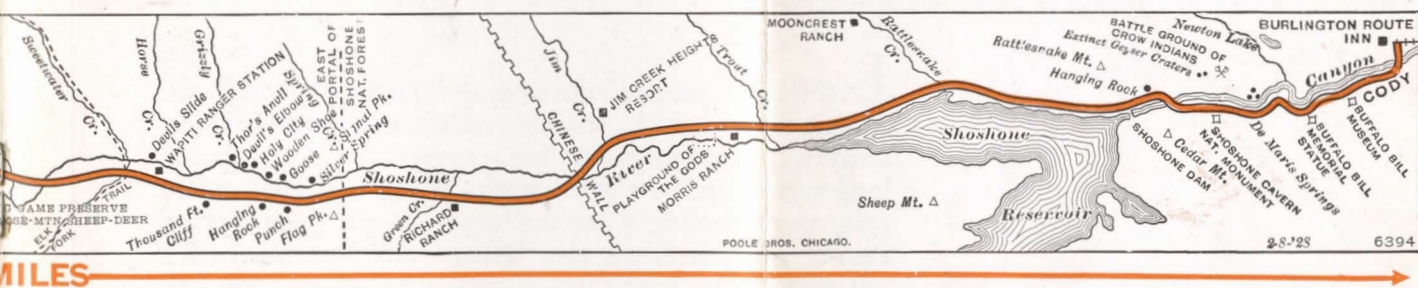 Sweetwater
Cr.
Horse
Cr.
Grizzly
Cr.
Devils Slide
WAPITI RANGER STATION
Thor's Anvil
Devil's Elbow
Holy City
Wooden Shoe
Goose
Silver Spring
Spring
Cr.
Signal Pk.
EAST
PORTAL OF
SHOSHONE
NAT. FOREST
GAME PRESERVE
MTN SHEEP-DEER
TRAIL
ELK
FORK
Thousand Ft.
Cliff
Hanging
Rock
Punch
Flag Pk.
Shoshone
Green Cr.
RICHARD
RANCH
Jim
Cr.
CHINESE
WALL
JIM CREEK HEIGHTS
RESORT
River
PLAYGROUND OF
THE GODS
MORRIS RANCH
Trout
Cr.
MOONCREST
RANCH
Rattlesnake
Cr.
Shoshone
Reservoir
Sheep Mt.
POOLE BROS. CHICAGO.
Rattlesnake Mt.
Hanging Rock
BATTLE GROUND OF
CROW INDIANS
Extinct Geyser Craters
Newton Lake
BURLINGTON ROUTE
INN
Canyon
CODY
Cedar Mt.
SHOSHONE DAM
SHOSHONE CAVERN
NAT. MONUMENT
De Maris Springs
BUFFALO BILL
MEMORIAL
STATUE
BUFFALO BILL
MUSEUM
2-8-'28
6394
MILES